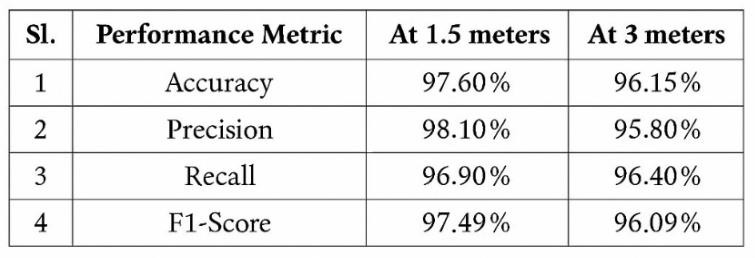 Sl. Performance Metric At 1.5 meters At 3 meters
1 Accuracy 97.60% 96.15%
2 Precision 98.10% 95.80%
3 Recall 96.90% 96.40%
4 F1-Score 97.49% 96.09%